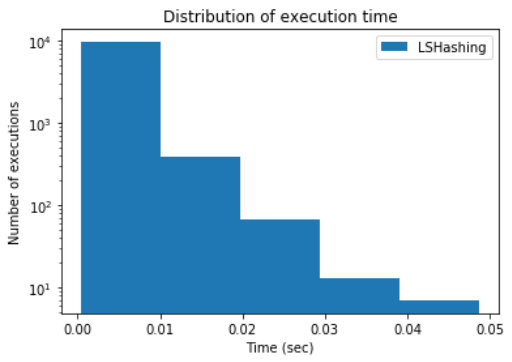 Distribution of execution time
LSHashing
Number of executions
10⁴
10³
10²
10¹
0.00 0.01 0.02 0.03 0.04 0.05
Time (sec)